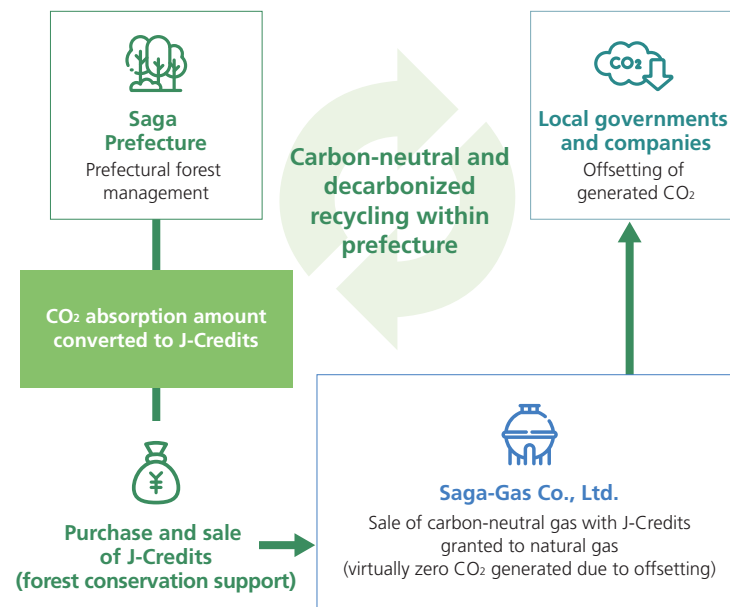 Saga
Prefecture
Prefectural forest
management
CO₂
Local governments
and companies
Offsetting of
generated CO₂
Carbon-neutral and
decarbonized
recycling within
prefecture
CO₂ absorption amount
converted to J-Credits
¥
Purchase and sale
of J-Credits
(forest conservation support)
Saga-Gas Co., Ltd.
Sale of carbon-neutral gas with J-Credits
granted to natural gas
(virtually zero CO₂ generated due to offsetting)